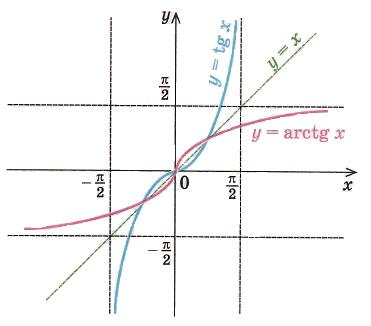 y
y = tg x
y = x
π/2
y = arctg x
-π/2
0
π/2
x
-π/2